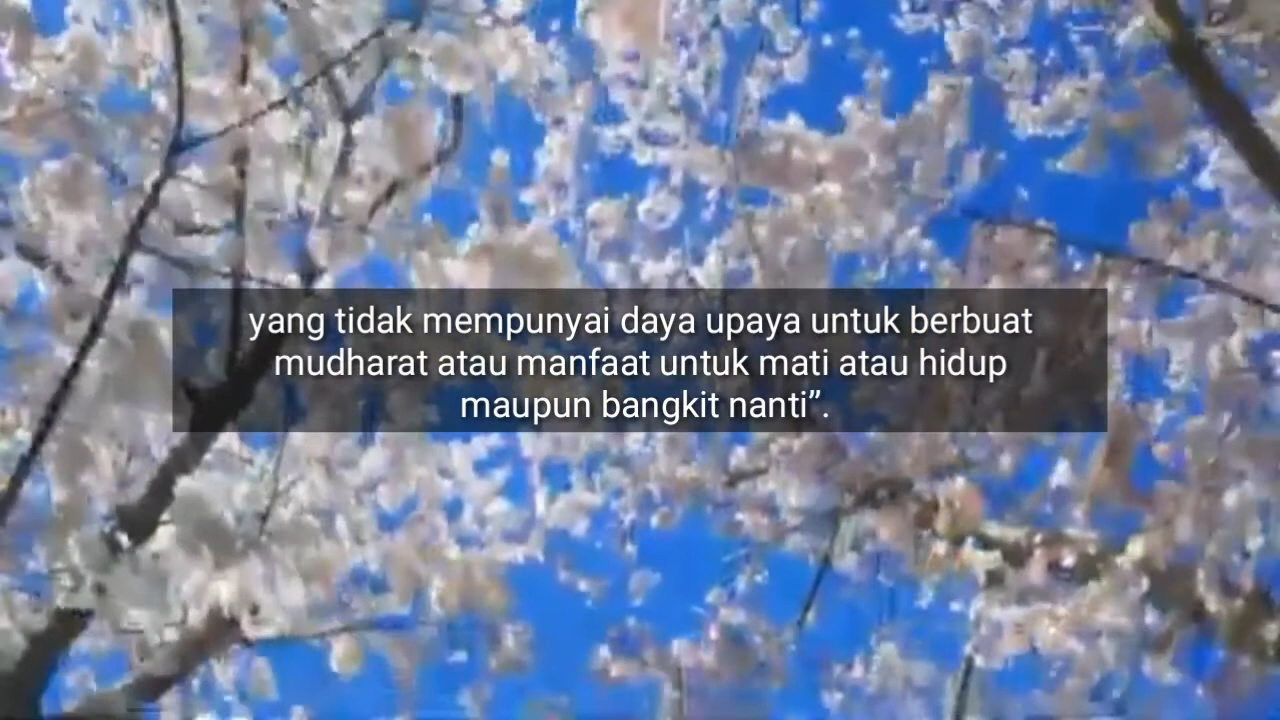 yang tidak mempunyai daya upaya untuk berbuat
mudharat atau manfaat untuk mati atau hidup
maupun bangkit nanti”.